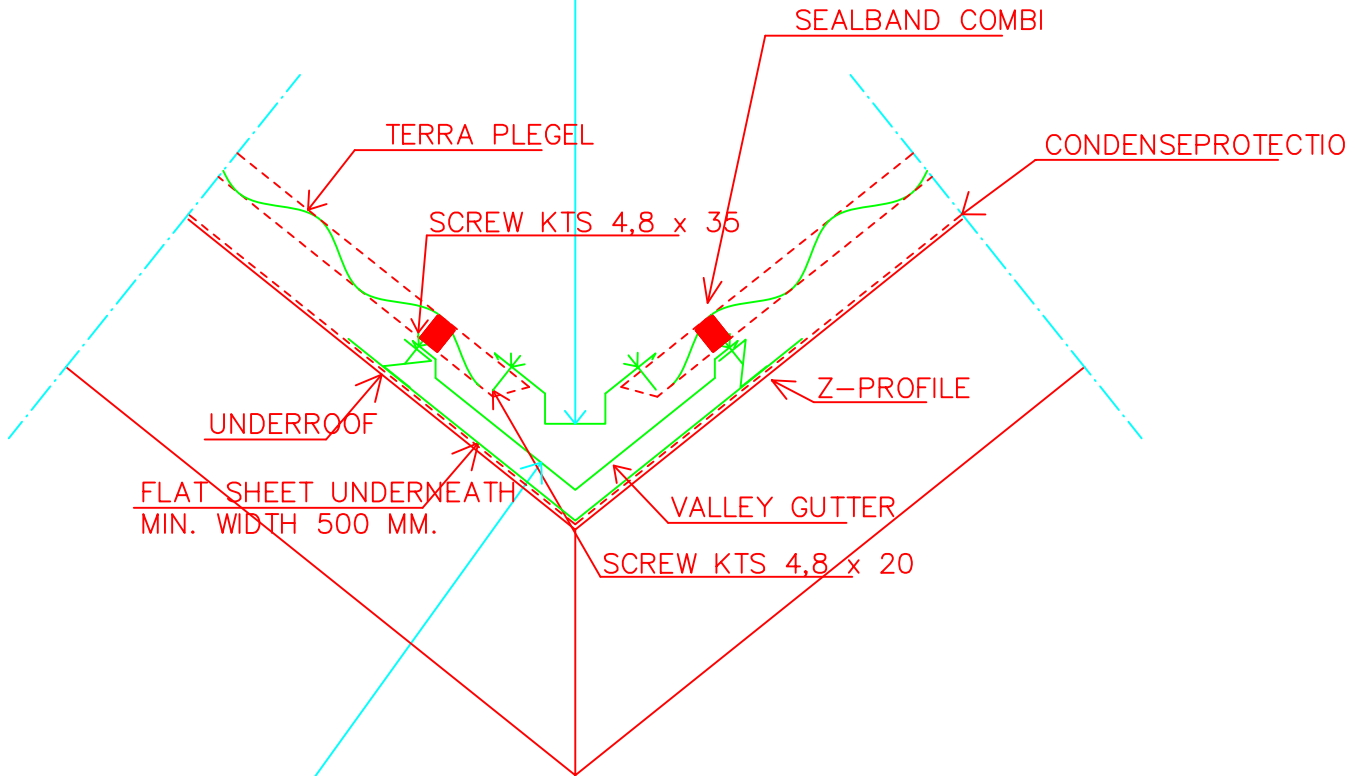 SEALBAND COMBI
TERRA PLEGEL
CONDENSEPROTECTIO
SCREW KTS 4,8 x 35
Z-PROFILE
UNDERROOF
FLAT SHEET UNDERNEATH
MIN. WIDTH 500 MM.
VALLEY GUTTER
SCREW KTS 4,8 x 20